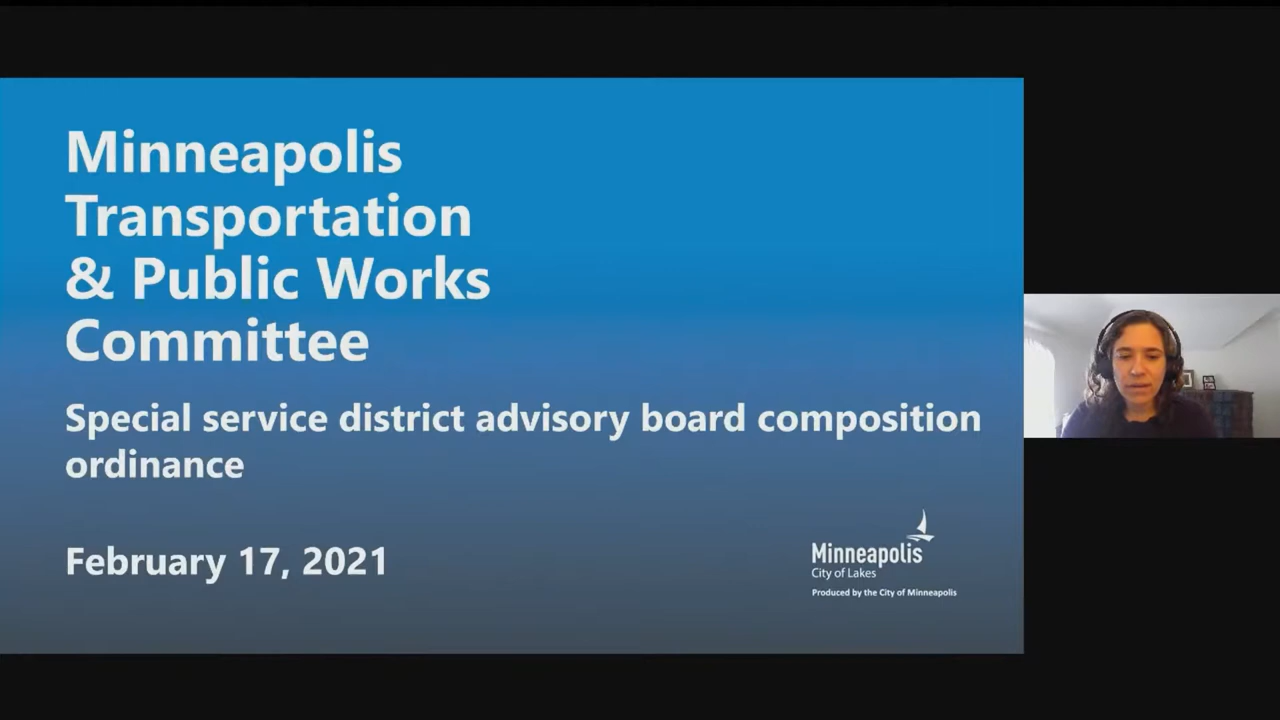 Minneapolis
Transportation
& Public Works
Committee
Special service district advisory board composition
ordinance
February 17, 2021
Minneapolis
City of Lakes
Produced by the City of Minneapolis